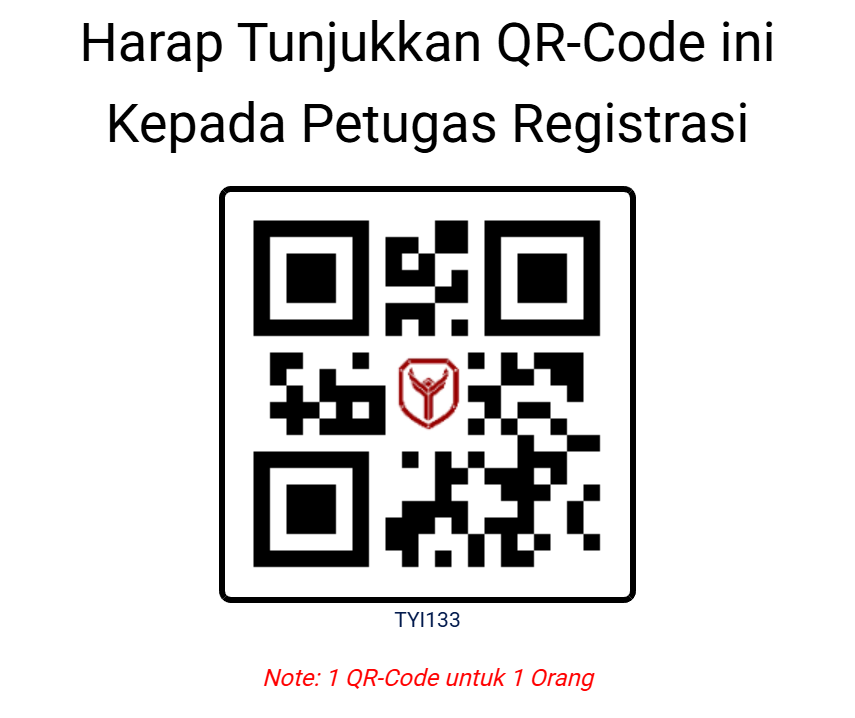 Harap Tunjukkan QR-Code ini
Kepada Petugas Registrasi
TYI133
Note: 1 QR-Code untuk 1 Orang